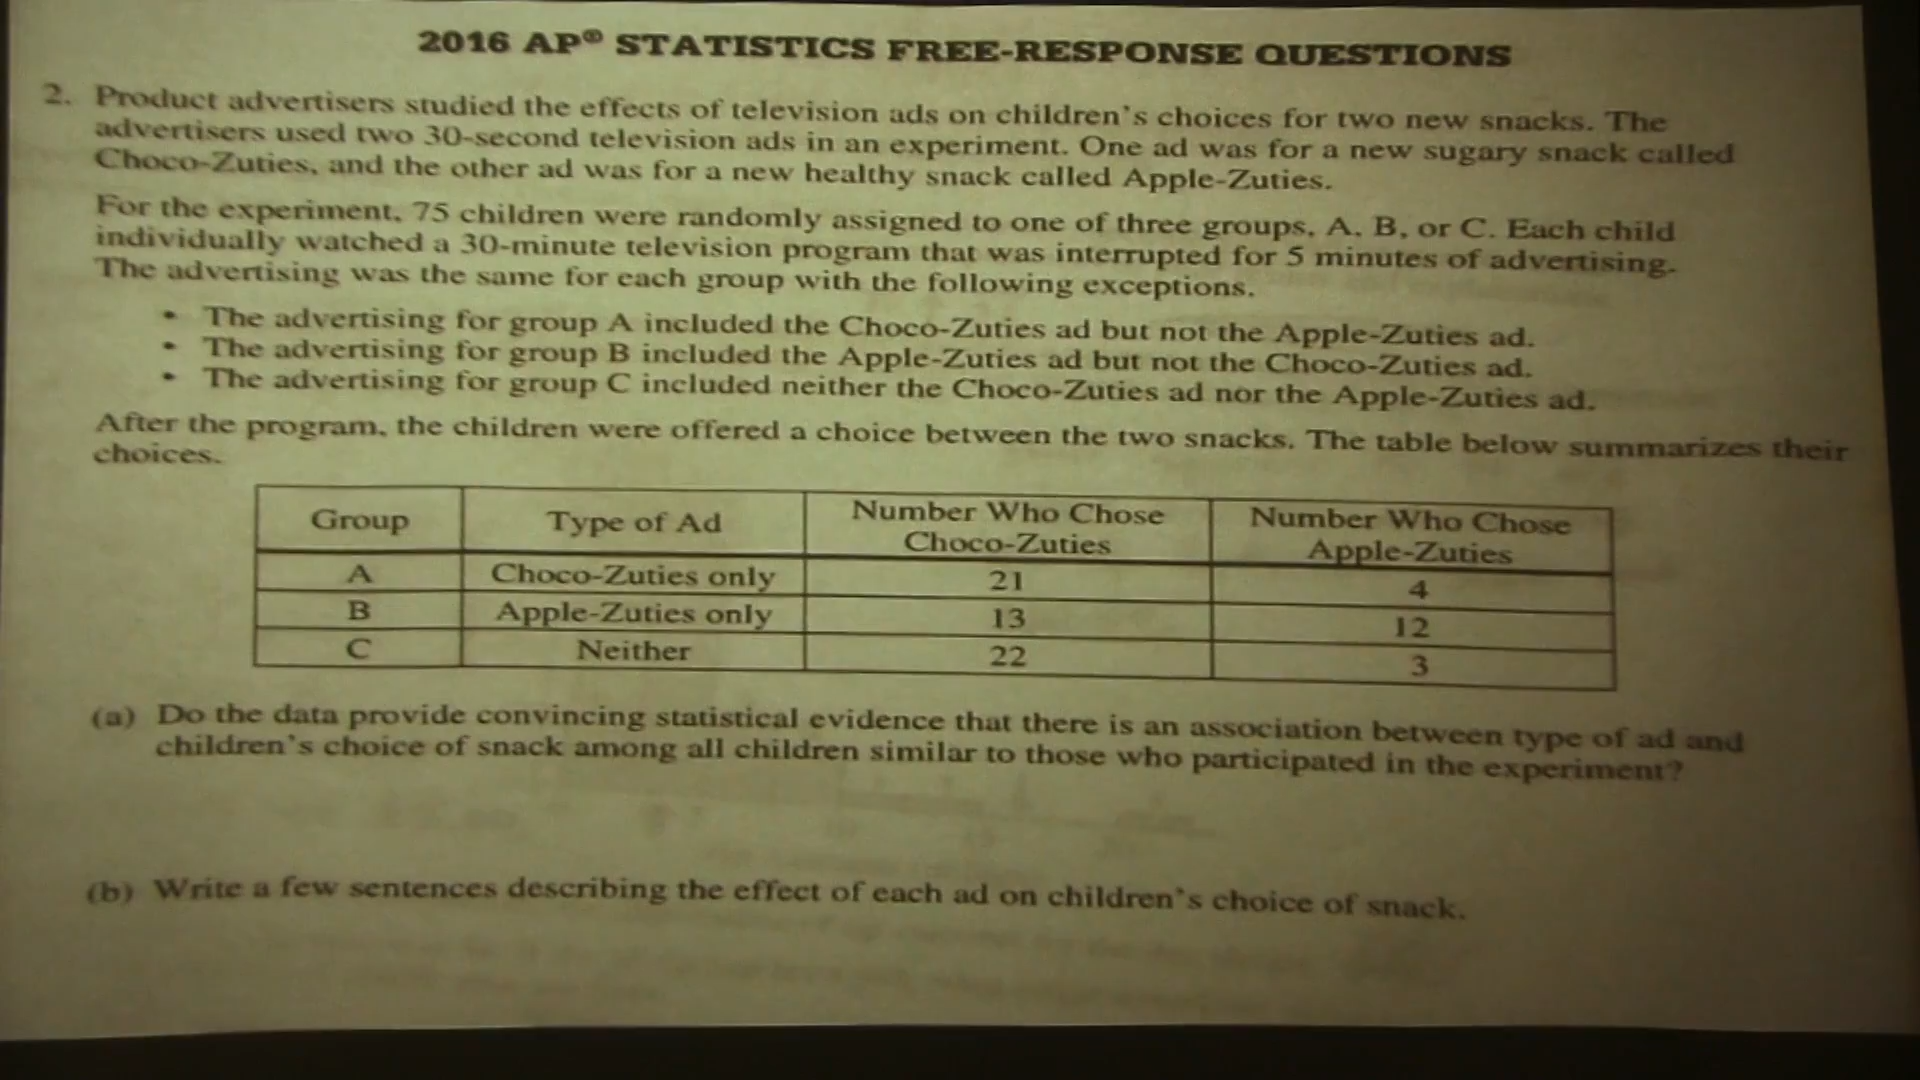 2016 AP® STATISTICS FREE-RESPONSE QUESTIONS
2. Product advertisers studied the effects of television ads on children's choices for two new snacks. The
advertisers used two 30-second television ads in an experiment. One ad was for a new sugary snack called
Choco-Zuties, and the other ad was for a new healthy snack called Apple-Zuties.
For the experiment, 75 children were randomly assigned to one of three groups, A, B, or C. Each child
individually watched a 30-minute television program that was interrupted for 5 minutes of advertising.
The advertising was the same for each group with the following exceptions.
• The advertising for group A included the Choco-Zuties ad but not the Apple-Zuties ad.
• The advertising for group B included the Apple-Zuties ad but not the Choco-Zuties ad.
• The advertising for group C included neither the Choco-Zuties ad nor the Apple-Zuties ad.
After the program, the children were offered a choice between the two snacks. The table below summarizes their
choices.
Group Type of Ad Number Who Chose Choco-Zuties Number Who Chose Apple-Zuties
A Choco-Zuties only 21 4
B Apple-Zuties only 13 12
C Neither 22 3
(a) Do the data provide convincing statistical evidence that there is an association between type of ad and
children's choice of snack among all children similar to those who participated in the experiment?
(b) Write a few sentences describing the effect of each ad on children's choice of snack.